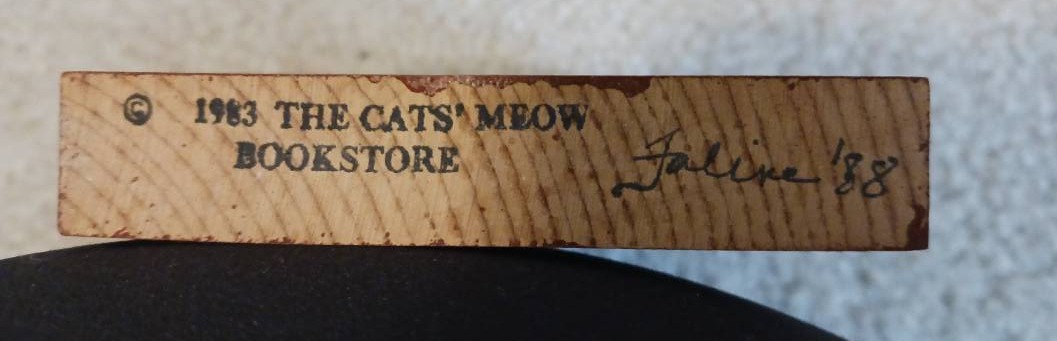 © 1983 THE CATS' MEOW
BOOKSTORE
Faline '88